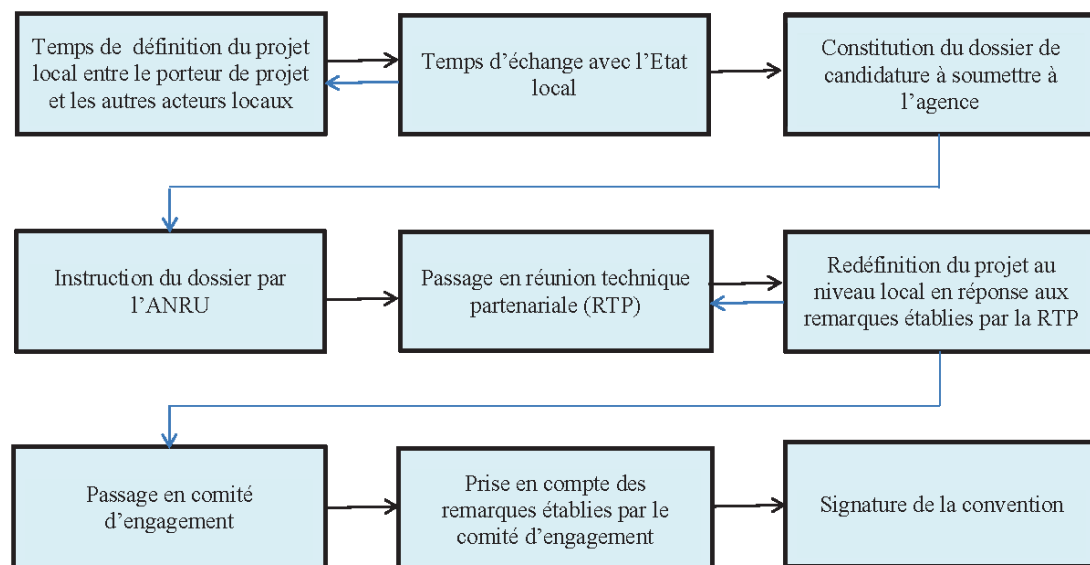 Temps de définition du projet
local entre le porteur de projet
et les autres acteurs locaux
Temps d’échange avec l’Etat
local
Constitution du dossier de
candidature à soumettre à
l’agence
Instruction du dossier par
l’ANRU
Passage en réunion technique
partenariale (RTP)
Redéfinition du projet au
niveau local en réponse aux
remarques établies par la RTP
Passage en comité
d’engagement
Prise en compte des
remarques établies par le
comité d’engagement
Signature de la convention